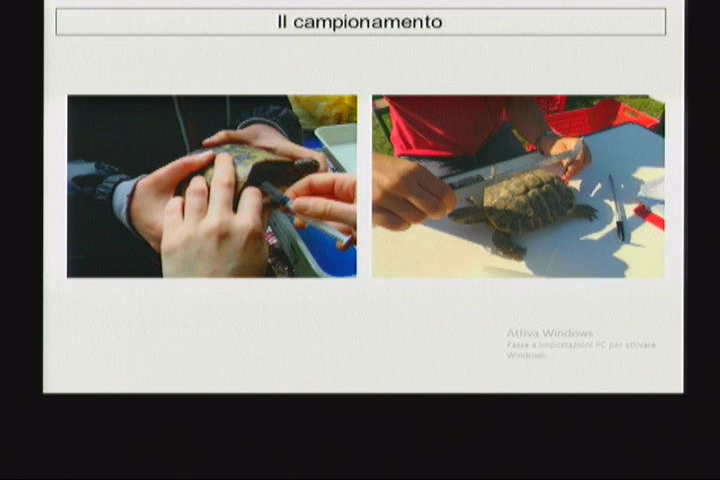 Il campionamento
Attiva Windows
Passa a Impostazioni PC per attivare
Windows.